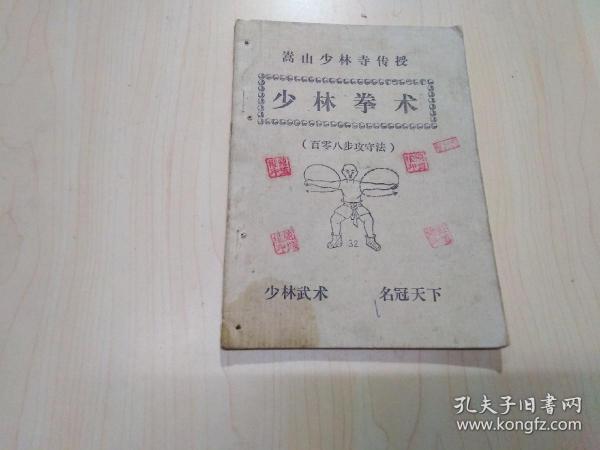 嵩山少林寺传授
少林拳术
(百零八步攻守法)
32
少林武术 名冠天下
孔夫子旧书网
www.kongfz.com